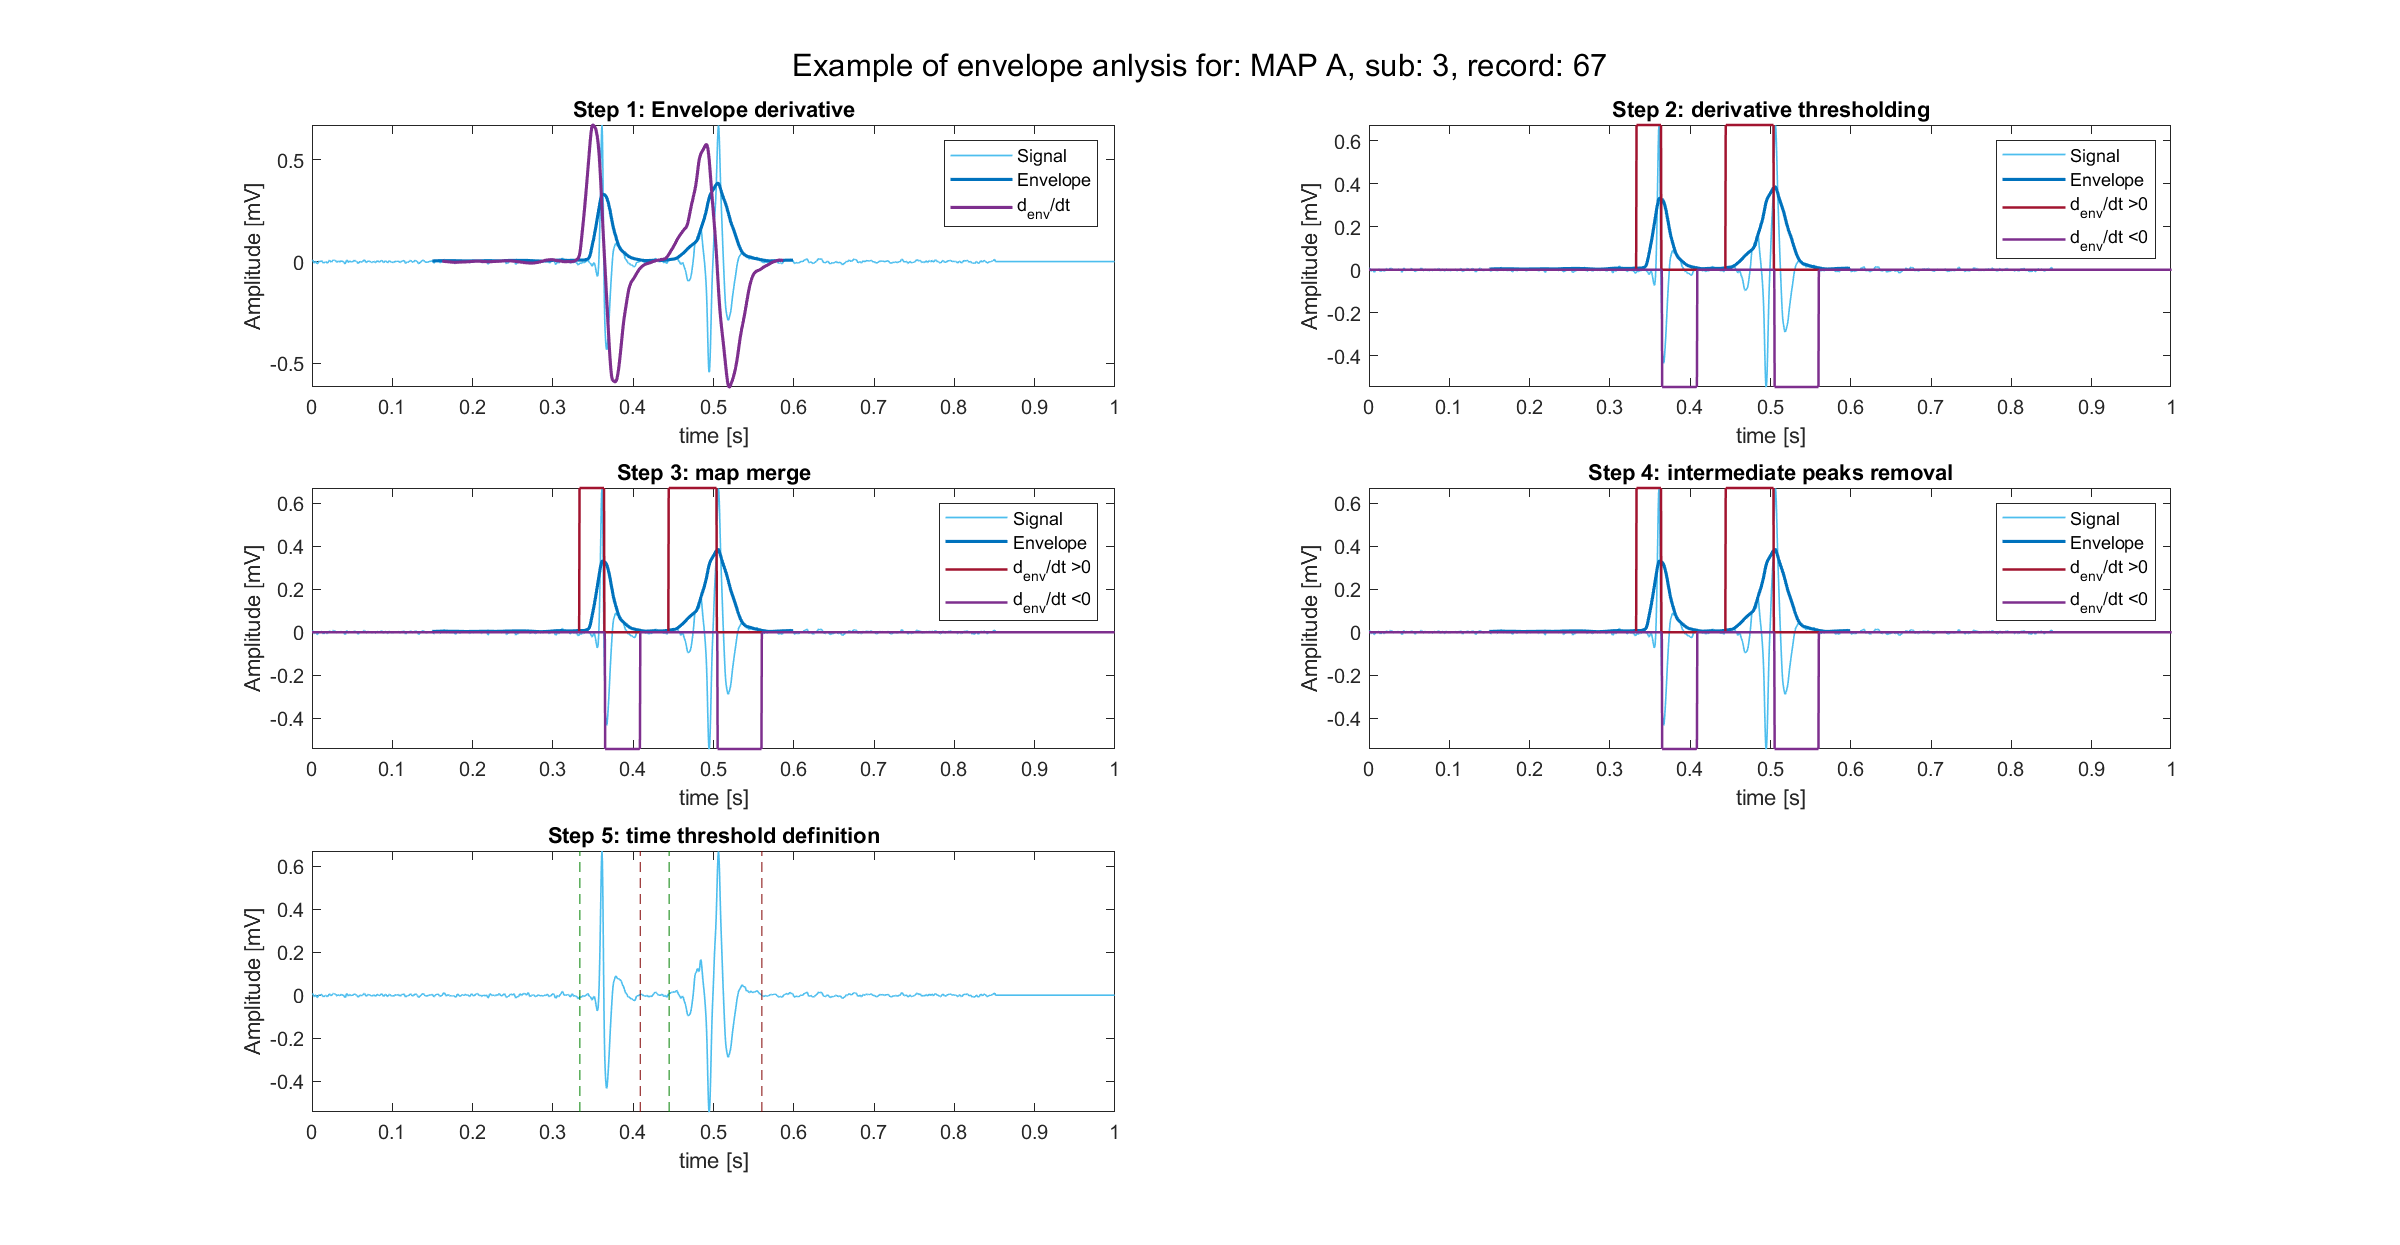 Example of envelope anlysis for: MAP A, sub: 3, record: 67
Step 1: Envelope derivative
Amplitude [mV]
0.5
0
-0.5
Signal
Envelope
d_env/dt
0 0.1 0.2 0.3 0.4 0.5 0.6 0.7 0.8 0.9 1
time [s]
Step 2: derivative thresholding
Amplitude [mV]
0.6
0.4
0.2
0
-0.2
-0.4
Signal
Envelope
d_env/dt >0
d_env/dt <0
0 0.1 0.2 0.3 0.4 0.5 0.6 0.7 0.8 0.9 1
time [s]
Step 3: map merge
Amplitude [mV]
0.6
0.4
0.2
0
-0.2
-0.4
Signal
Envelope
d_env/dt >0
d_env/dt <0
0 0.1 0.2 0.3 0.4 0.5 0.6 0.7 0.8 0.9 1
time [s]
Step 4: intermediate peaks removal
Amplitude [mV]
0.6
0.4
0.2
0
-0.2
-0.4
Signal
Envelope
d_env/dt >0
d_env/dt <0
0 0.1 0.2 0.3 0.4 0.5 0.6 0.7 0.8 0.9 1
time [s]
Step 5: time threshold definition
Amplitude [mV]
0.6
0.4
0.2
0
-0.2
-0.4
0 0.1 0.2 0.3 0.4 0.5 0.6 0.7 0.8 0.9 1
time [s]